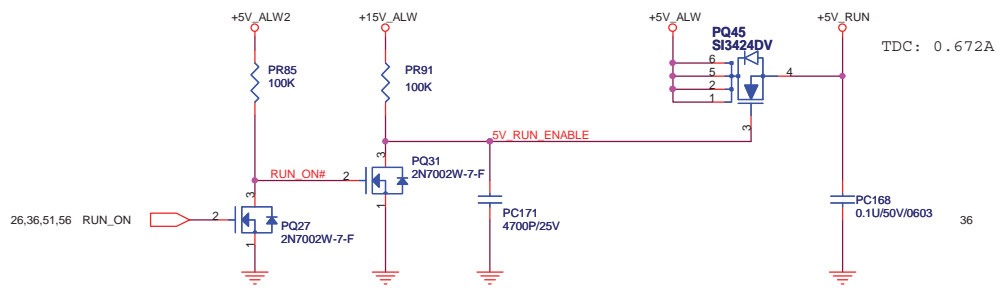 +5V_ALW2
+15V_ALW
+5V_ALW
+5V_RUN
PQ45
SI3424DV
TDC: 0.672A
PR85
100K
PR91
100K
6
5
2
1
4
3
5V_RUN_ENABLE
RUN_ON#
3
2
1
PQ31
2N7002W-7-F
26,36,51,56 RUN_ON
3
2
1
PQ27
2N7002W-7-F
PC171
4700P/25V
PC168
0.1U/50V/0603
36